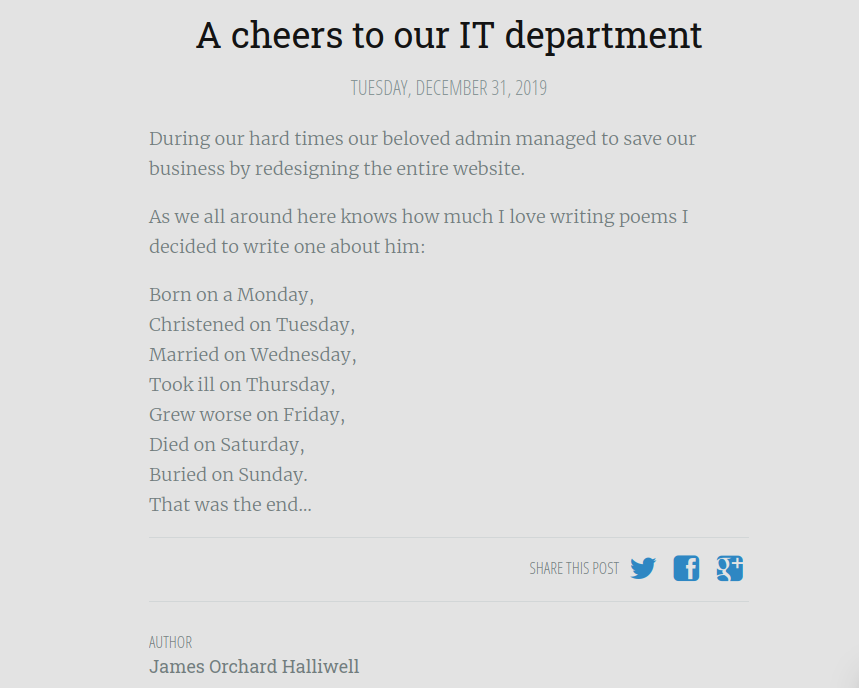 A cheers to our IT department
TUESDAY, DECEMBER 31, 2019
During our hard times our beloved admin managed to save our
business by redesigning the entire website.
As we all around here knows how much I love writing poems I
decided to write one about him:
Born on a Monday,
Christened on Tuesday,
Married on Wednesday,
Took ill on Thursday,
Grew worse on Friday,
Died on Saturday,
Buried on Sunday.
That was the end…
SHARE THIS POST
AUTHOR
James Orchard Halliwell